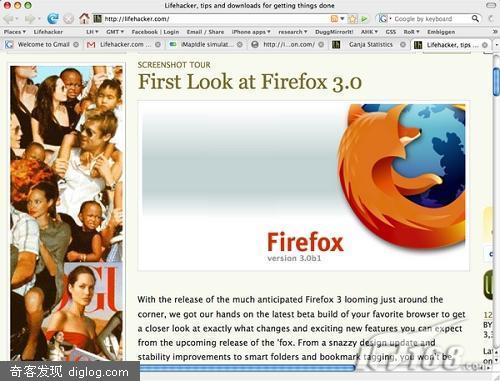 Lifehacker, tips and downloads for getting things done
http://lifehacker.com/
Google by keyboard
Places▼ LH▼ GMT▼ Facebook | Login | Email / Share | iPhone apps▼ research▼ DuggMirrorIt! AHK▼ GSS RoR▼ Embiggen
Welcome to Gmail
Lifehacker.com ...
iMapIdle simulat...
http://i...on.com/
Ganja Statistics
Lifehacker, tips ...
SCREENSHOT TOUR
First Look at Firefox 3.0
Firefox
version 3.0b1
With the release of the much anticipated Firefox 3 looming just around the
corner, we got our hands on the latest beta build of your favorite browser to get
a closer look at exactly what changes and exciting new features you can expect
from the upcoming release of the 'fox. From a snazzy design update and
stability improvements to smart folders and bookmark tagging, you won't be
奇客发现 diglog.com